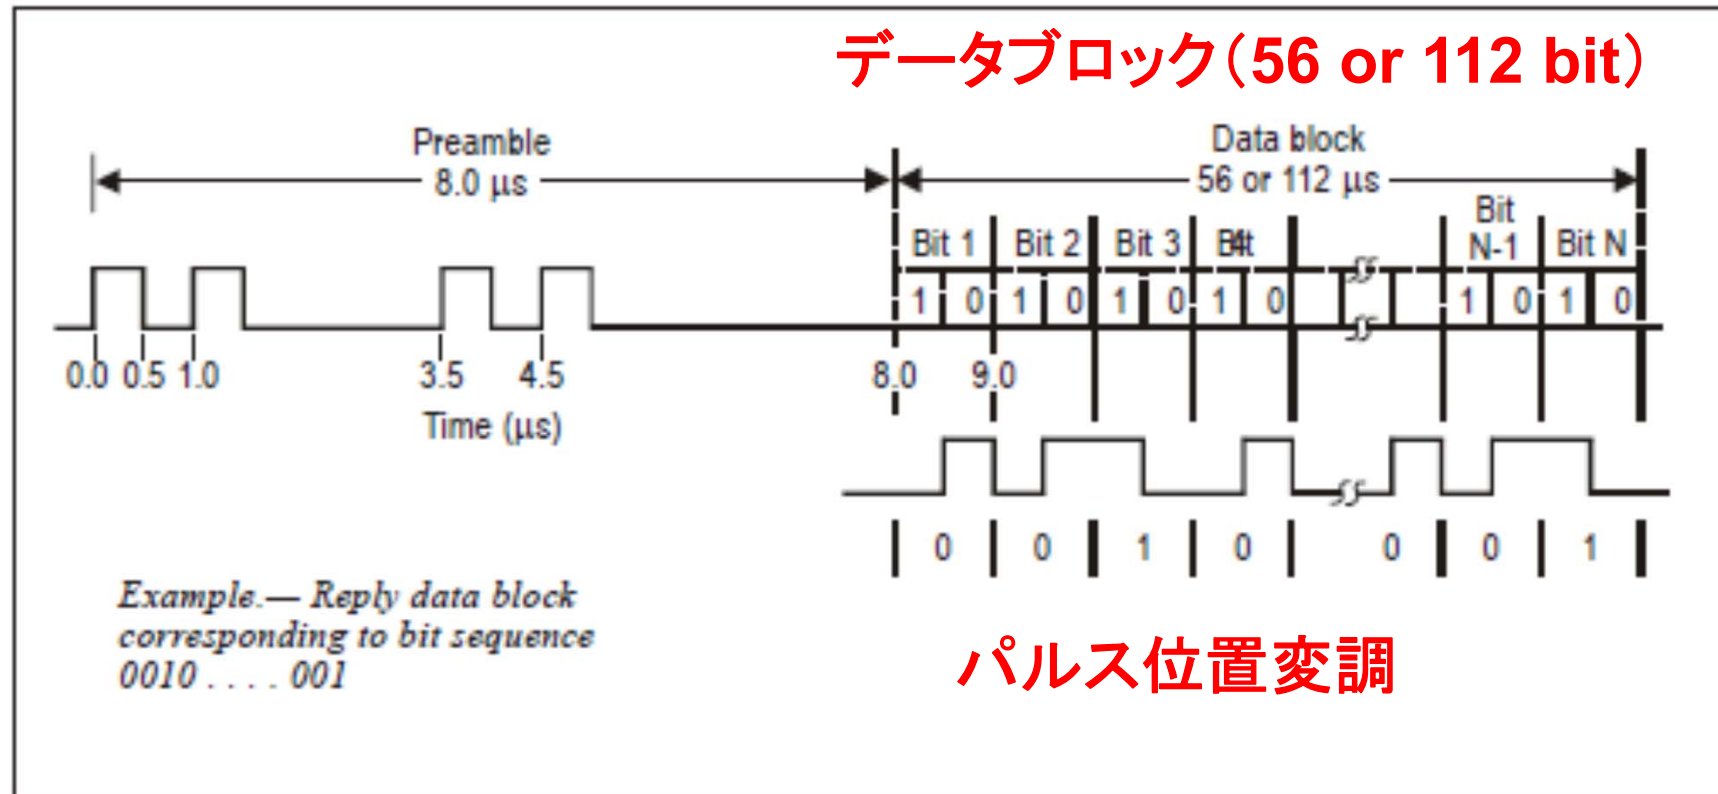 データブロック（56 or 112 bit）
Preamble
8.0 µs
Data block
56 or 112 µs
Bit 1 Bit 2 Bit 3 Bit 4 Bit N-1 Bit N
1 0 1 0 1 0 1 0 1 0 1 0
0.0 0.5 1.0 3.5 4.5 8.0 9.0
Time (µs)
0 0 1 0 0 0 1
Example.— Reply data block
corresponding to bit sequence
0010 . . . . 001
パルス位置変調